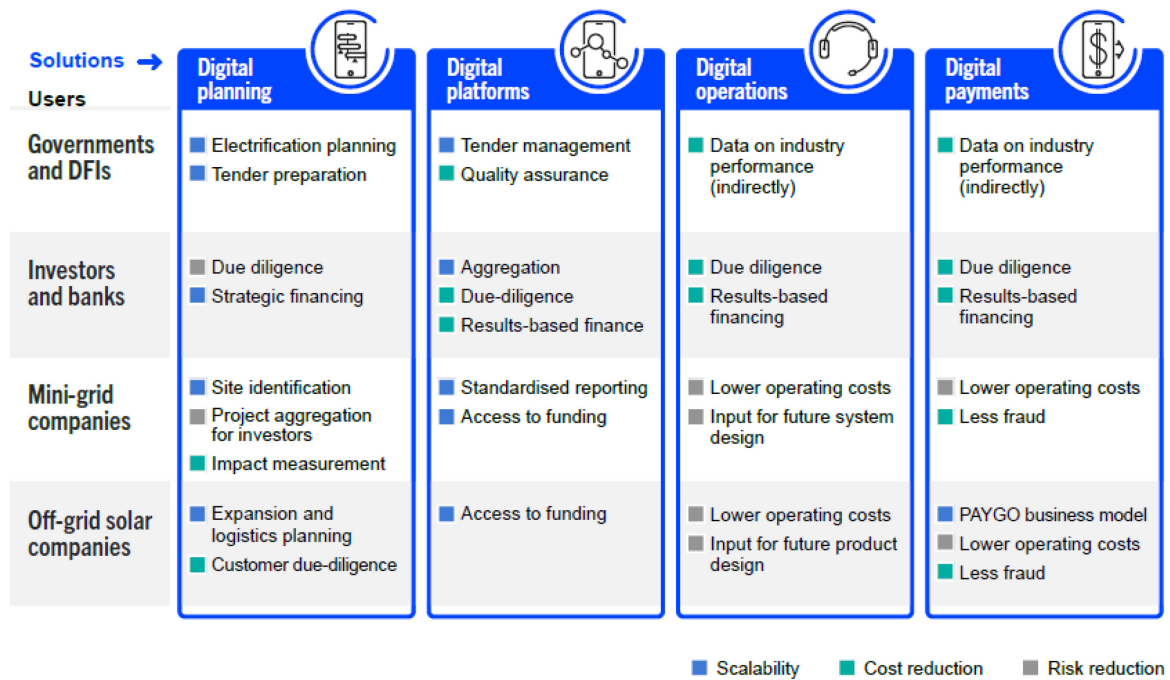 Solutions →
Users
Digital
planning
Digital
platforms
Digital
operations
Digital
payments
Governments
and DFIs
Electrification planning
Tender preparation
Tender management
Quality assurance
Data on industry
performance
(indirectly)
Data on industry
performance
(indirectly)
Investors
and banks
Due diligence
Strategic financing
Aggregation
Due-diligence
Results-based finance
Due diligence
Results-based
financing
Due diligence
Results-based
financing
Mini-grid
companies
Site identification
Project aggregation
for investors
Impact measurement
Standardised reporting
Access to funding
Lower operating costs
Input for future system
design
Lower operating costs
Less fraud
Off-grid solar
companies
Expansion and
logistics planning
Customer due-diligence
Access to funding
Lower operating costs
Input for future product
design
PAYGO business model
Lower operating costs
Less fraud
Scalability
Cost reduction
Risk reduction